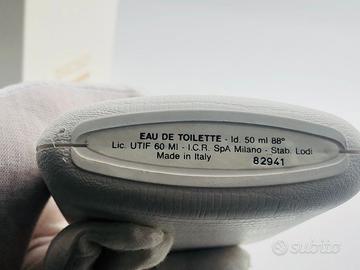 EAU DE TOILETTE - Id. 50 ml 88°
Lic. UTIF 60 MI - I.C.R. SpA Milano - Stab. Lodi
Made in Italy
82941
subito